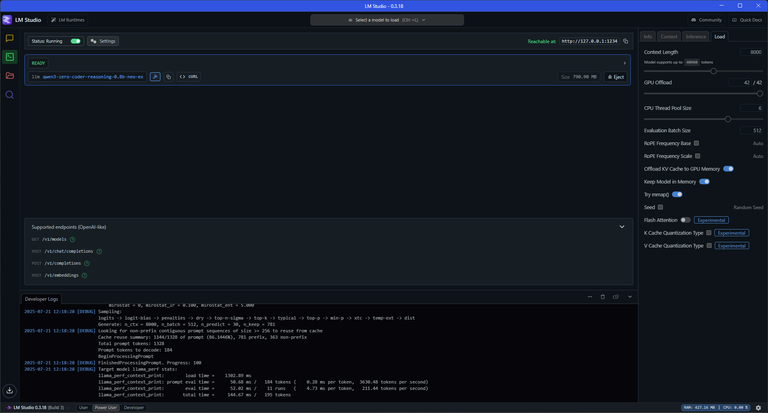 LM Studio - 0.3.18
LM Studio
LM Runtimes
Select a model to load (Ctrl + L)
Community
Quick Docs
Status: Running
Settings
Reachable at: http://127.0.0.1:1234
READY
llm qwen3-zero-coder-reasoning-0.8b-neo-ex
cURL
Size 790.90 MB
Eject
Supported endpoints (OpenAI-like)
GET /v1/models
POST /v1/chat/completions
POST /v1/completions
POST /v1/embeddings
Info
Context
Inference
Load
Context Length
8000
Model supports up to
tokens
GPU Offload
42 / 42
CPU Thread Pool Size
6
Evaluation Batch Size
512
RoPE Frequency Base
Auto
RoPE Frequency Scale
Auto
Offload KV Cache to GPU Memory
Keep Model in Memory
Try mmap()
Seed
Random Seed
Flash Attention
Experimental
K Cache Quantization Type
Experimental
V Cache Quantization Type
Experimental
Developer Logs
mirostat = 0, mirostat_lr = 0.100, mirostat_ent = 5.000
2025-07-21 12:18:28 [DEBUG] Sampling:
logits -> logit-bias -> penalties -> dry -> top-n-sigma -> top-k -> typical -> top-p -> min-p -> xtc -> temp-ext -> dist
Generate: n_ctx = 8000, n_batch = 512, n_predict = 30, n_keep = 781
2025-07-21 12:18:28 [DEBUG] Looking for non-prefix contiguous prompt sequences of size >= 256 to reuse from cache
Cache reuse summary: 1144/1328 of prompt (86.1446%), 781 prefix, 363 non-prefix
Total prompt tokens: 1328
Prompt tokens to decode: 184
BeginProcessingPrompt
2025-07-21 12:18:28 [DEBUG] FinishedProcessingPrompt. Progress: 100
2025-07-21 12:18:28 [DEBUG] Target model llama_perf stats:
llama_perf_context_print: load time = 1502.89 ms
llama_perf_context_print: prompt eval time = 50.68 ms / 184 tokens ( 0.28 ms per token, 3630.48 tokens per second)
llama_perf_context_print: eval time = 52.02 ms / 11 runs ( 4.73 ms per token, 211.44 tokens per second)
llama_perf_context_print: total time = 144.67 ms / 195 tokens
LM Studio 0.3.18 (Build 3)
User
Power User
Developer
RAM: 427.16 MB | CPU: 0.00 %